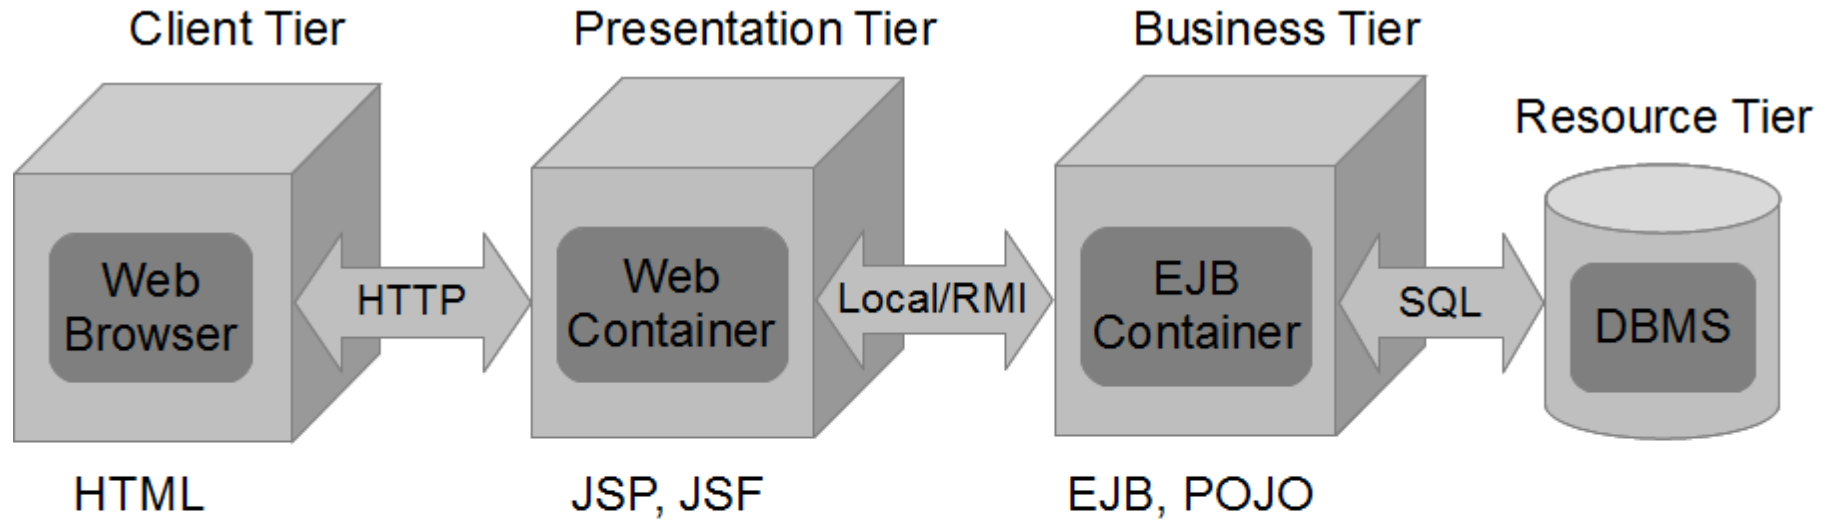 Client Tier
Presentation Tier
Business Tier
Resource Tier
Web
Browser
HTTP
Web
Container
Local/RMI
EJB
Container
SQL
DBMS
HTML
JSP, JSF
EJB, POJO